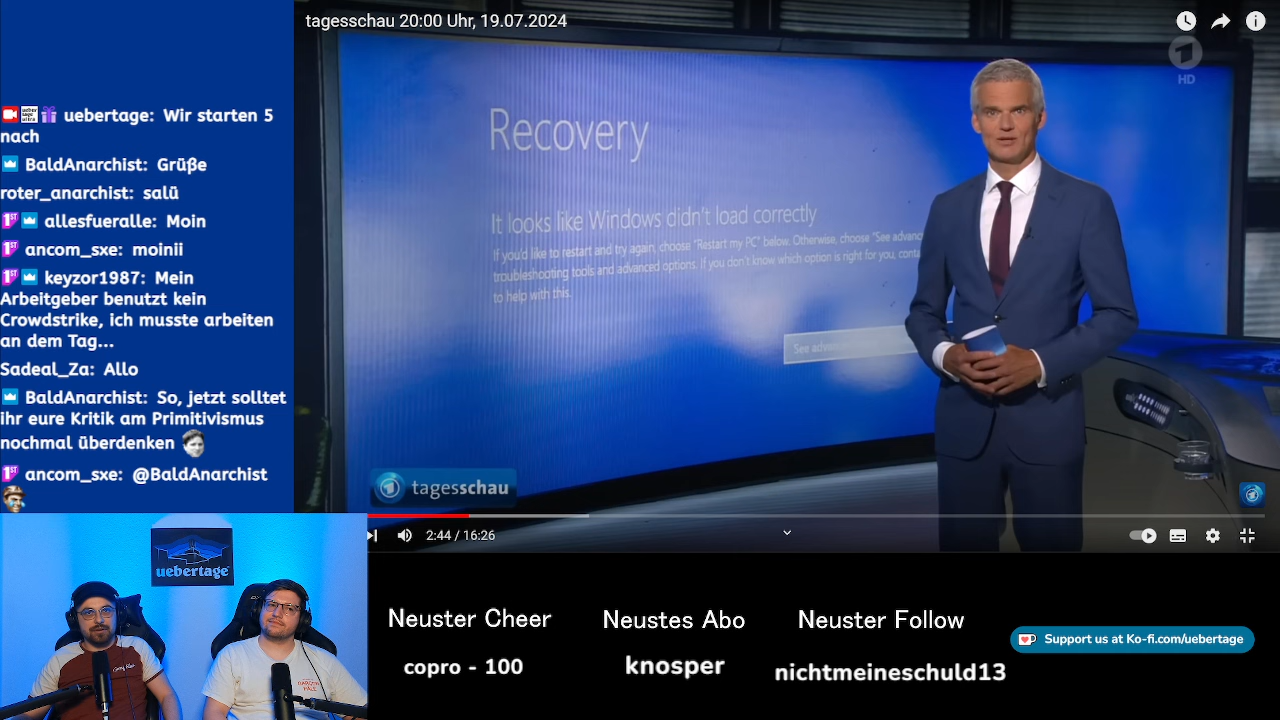 tagesschau 20:00 Uhr, 19.07.2024
HD
uebertage: Wir starten 5
nach
BaldAnarchist: Grüße
roter_anarchist: salü
1ST allesfueralle: Moin
1ST ancom_sxe: moinii
1ST keyzor1987: Mein
Arbeitgeber benutzt kein
Crowdstrike, ich musste arbeiten
an dem Tag...
Sadeal_Za: Allo
BaldAnarchist: So, jetzt solltet
ihr eure Kritik am Primitivismus
nochmal überdenken
1ST ancom_sxe: @BaldAnarchist
Recovery
It looks like Windows didn't load correctly
If you'd like to restart and try again, choose "Restart my PC" below. Otherwise, choose "See advanc
troubleshooting tools and advanced options. If you don't know which option is right for you, conta
to help with this.
See adva
tagesschau
2:44 / 16:26
uebertage
Neuster Cheer
copro - 100
Neustes Abo
knosper
Neuster Follow
nichtmeineschuld13
Support us at Ko-fi.com/uebertage